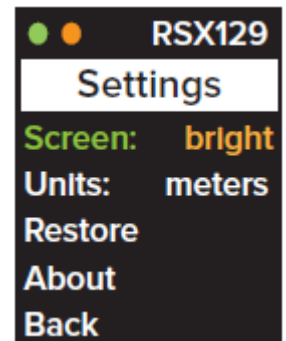 RSX129
Settings
Screen: bright
Units: meters
Restore
About
Back